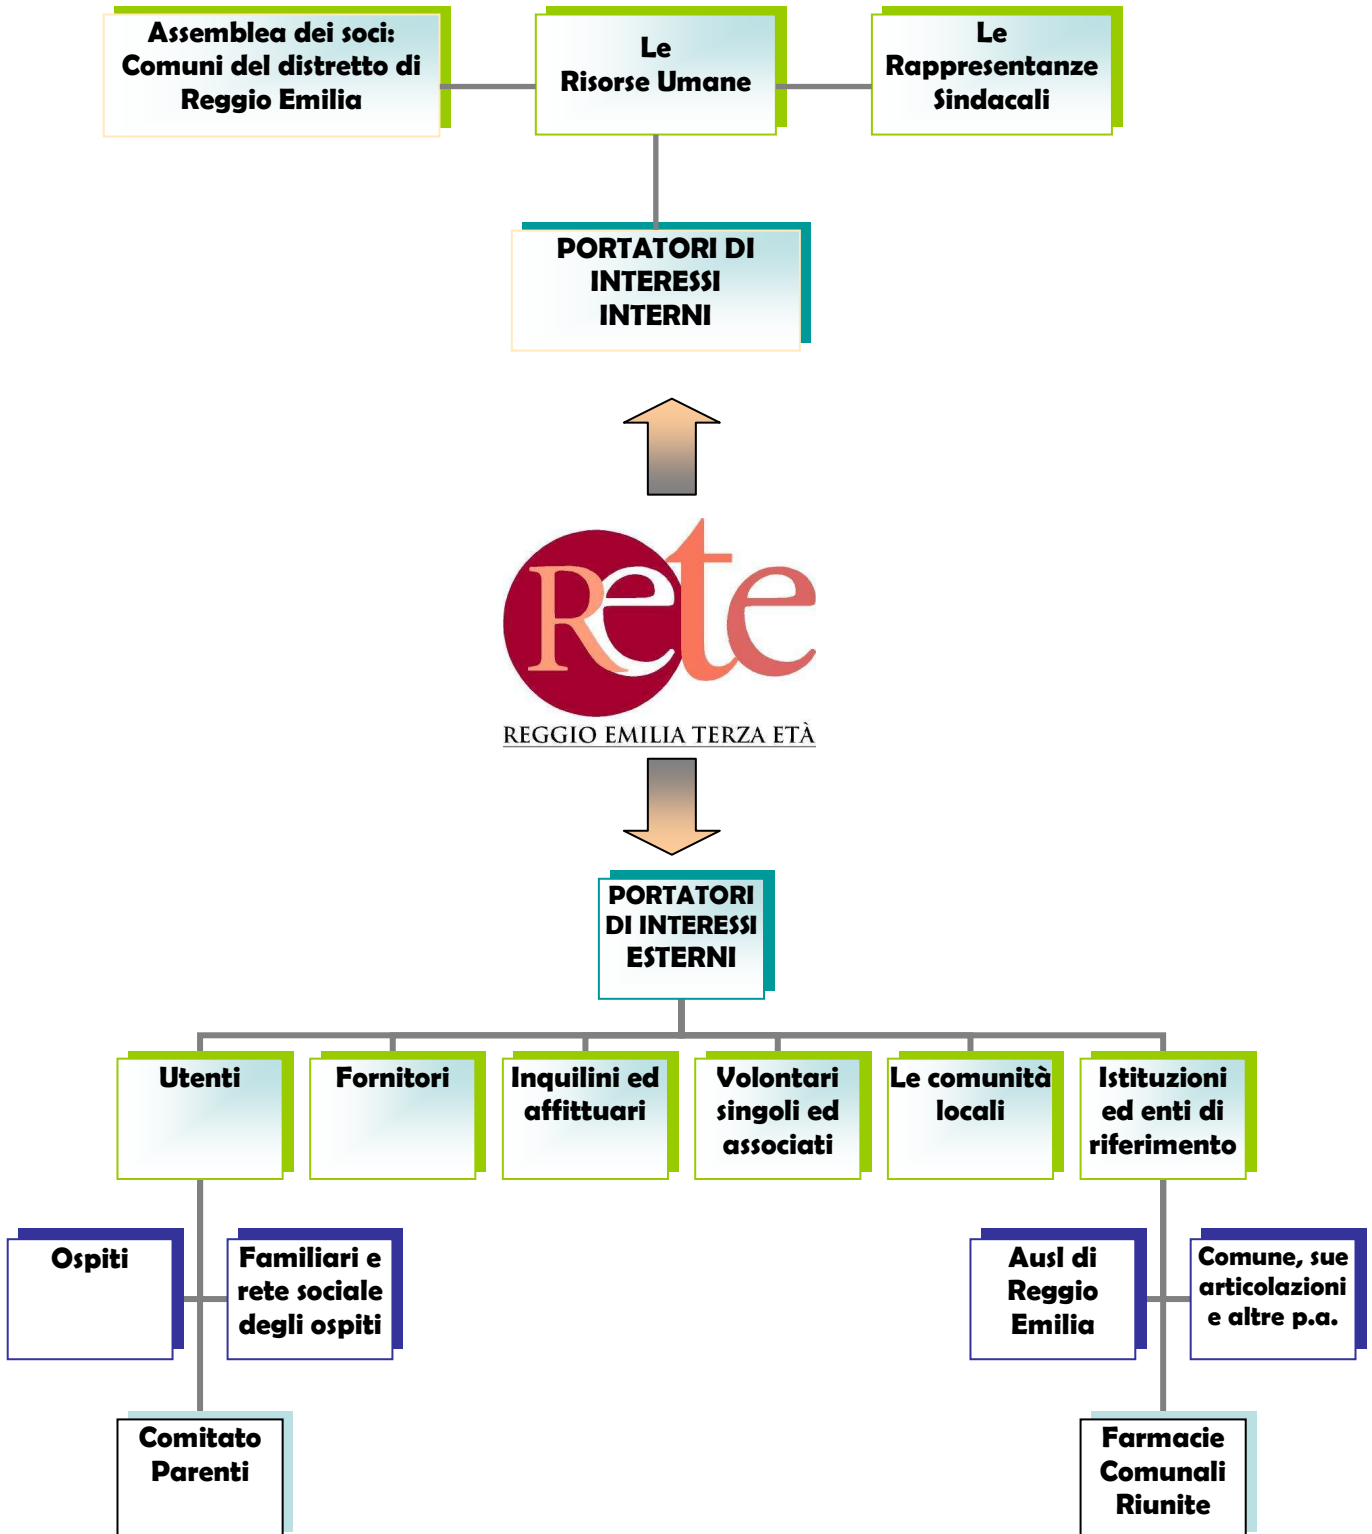 Assemblea dei soci:
Comuni del distretto di
Reggio Emilia
Le
Risorse Umane
Le
Rappresentanze
Sindacali
PORTATORI DI
INTERESSI
INTERNI
Rete
REGGIO EMILIA TERZA ETÀ
PORTATORI
DI INTERESSI
ESTERNI
Utenti
Fornitori
Inquilini ed
affittuari
Volontari
singoli ed
associati
Le comunità
locali
Istituzioni
ed enti di
riferimento
Ospiti
Familiari e
rete sociale
degli ospiti
Ausl di
Reggio
Emilia
Comune, sue
articolazioni
e altre p.a.
Comitato
Parenti
Farmacie
Comunali
Riunite